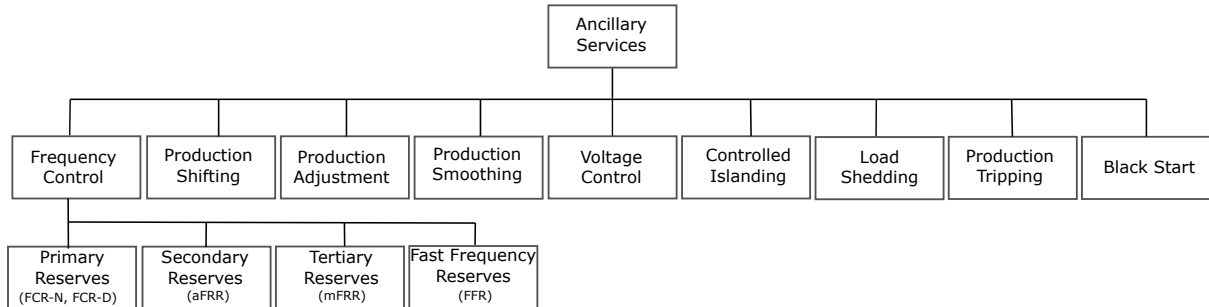 Ancillary
Services
Frequency
Control
Production
Shifting
Production
Adjustment
Production
Smoothing
Voltage
Control
Controlled
Islanding
Load
Shedding
Production
Tripping
Black Start
Primary
Reserves
(FCR-N, FCR-D)
Secondary
Reserves
(aFRR)
Tertiary
Reserves
(mFRR)
Fast Frequency
Reserves
(FFR)